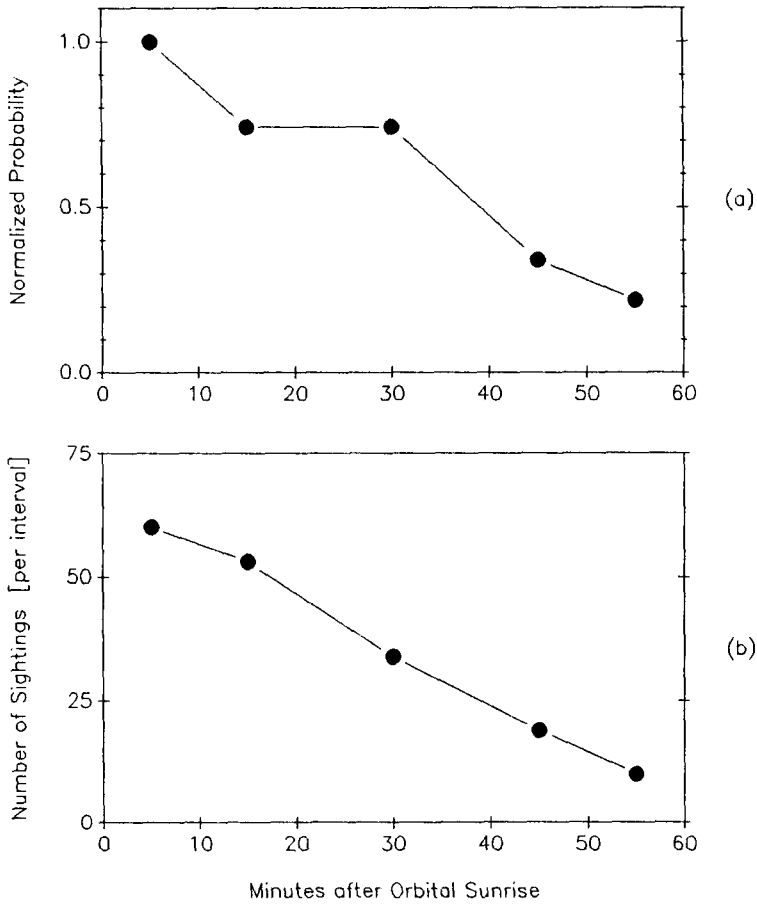 1.0
0.5
0.0
Normalized Probability
0 10 20 30 40 50 60
(a)
75
50
25
0
Number of Sightings [per interval]
0 10 20 30 40 50 60
(b)
Minutes after Orbital Sunrise